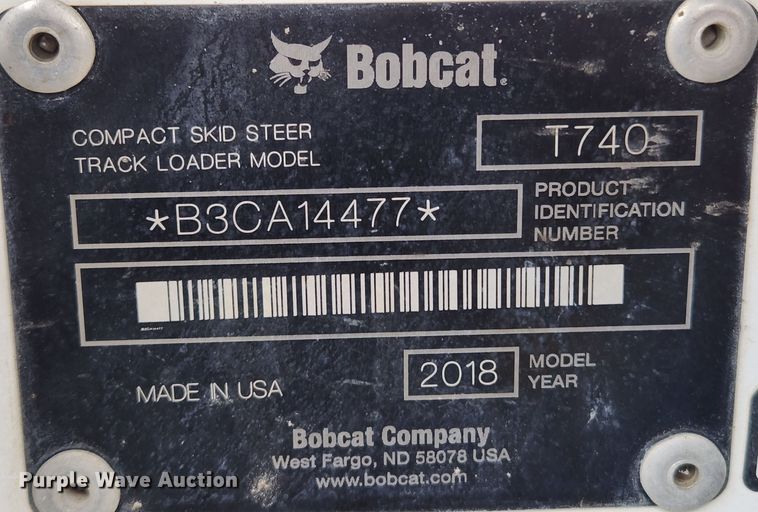 Bobcat®
COMPACT SKID STEER
TRACK LOADER MODEL
T740
*B3CA14477*
PRODUCT
IDENTIFICATION
NUMBER
MADE IN USA
2018
MODEL
YEAR
Bobcat Company
West Fargo, ND 58078 USA
www.bobcat.com
Purple Wave Auction